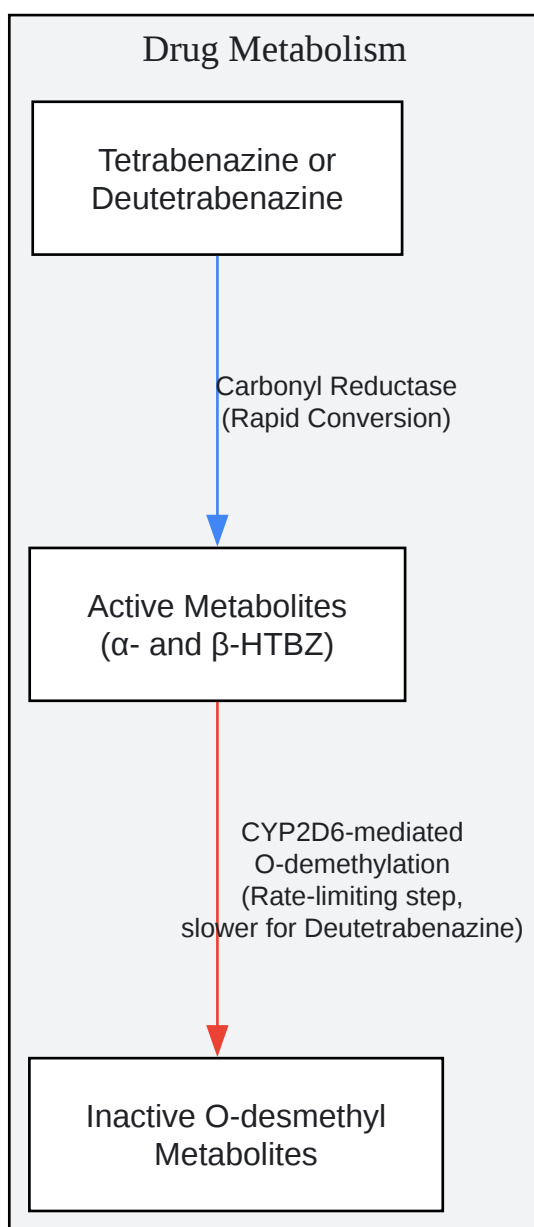 Drug Metabolism
Tetrabenazine or
Deutetrabenazine
Carbonyl Reductase
(Rapid Conversion)
Active Metabolites
(α- and β-HTBZ)
CYP2D6-mediated
O-demethylation
(Rate-limiting step,
slower for Deutetrabenazine)
Inactive O-desmethyl
Metabolites